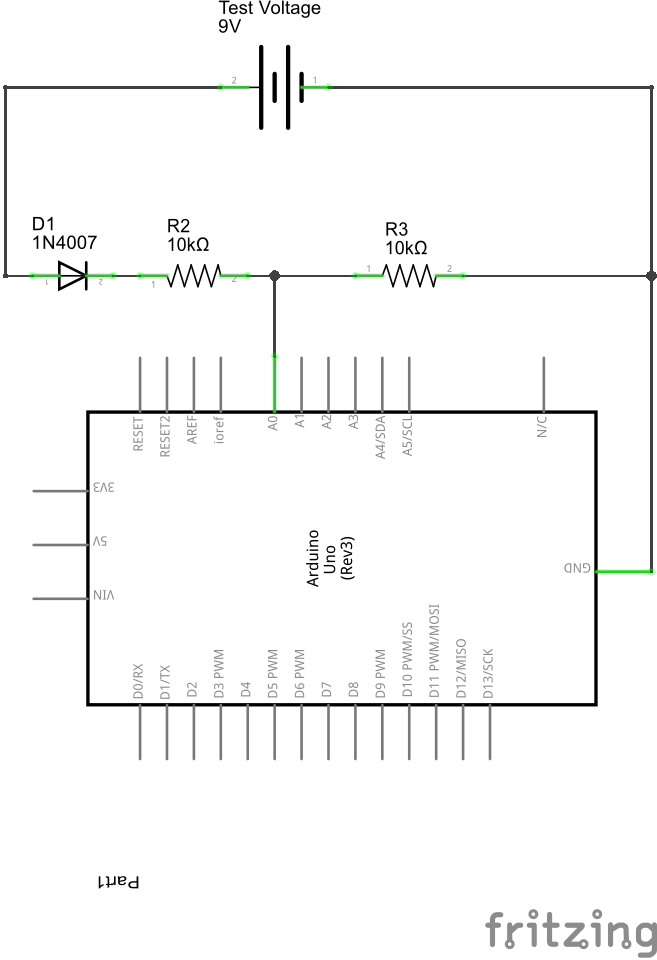 Test Voltage
9V
2
1
D1
1N4007
R2
10kΩ
R3
10kΩ
1
2
1
2
1
2
RESET
RESET2
AREF
ioref
A0
A1
A2
A3
A4/SDA
A5/SCL
N/C
3V3
5V
VIN
Arduino
Uno
(Rev3)
GND
D0/RX
D1/TX
D2
D3 PWM
D4
D5 PWM
D6 PWM
D7
D8
D9 PWM
D10 PWM/SS
D11 PWM/MOSI
D12/MISO
D13/SCK
Part1
fritzing